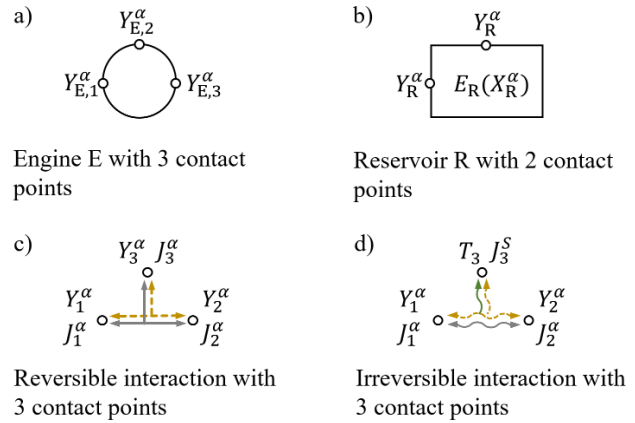 a)
Y^α_E,2
Y^α_E,1
Y^α_E,3
Engine E with 3 contact
points
b)
Y^α_R
Y^α_R
E_R(X^α_R)
Reservoir R with 2 contact
points
c)
Y^α_3 J^α_3
Y^α_1
Y^α_2
J^α_1
J^α_2
Reversible interaction with
3 contact points
d)
T_3 J^S_3
Y^α_1
Y^α_2
J^α_1
J^α_2
Irreversible interaction with
3 contact points